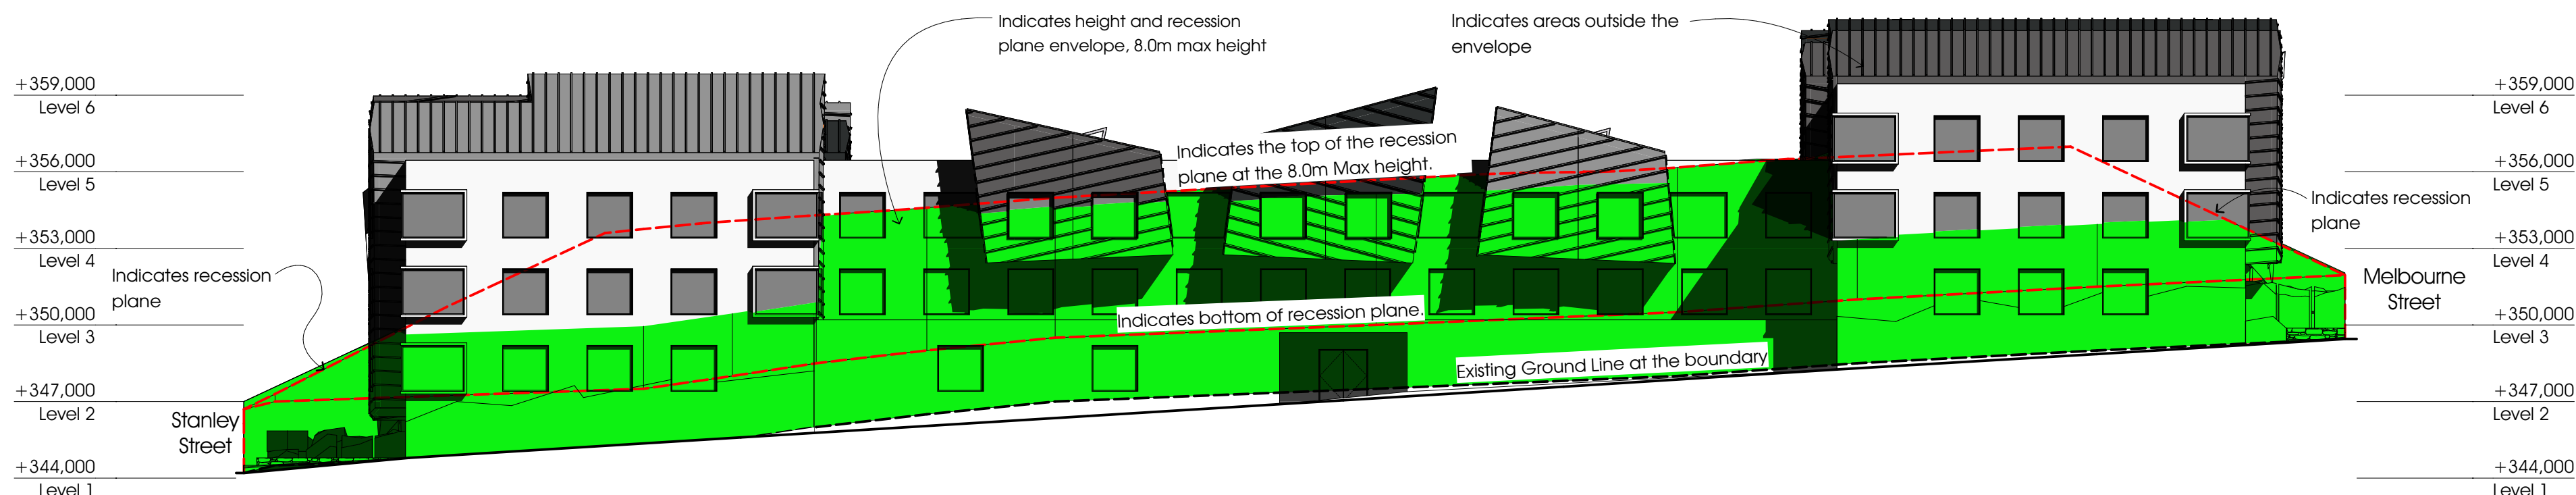 Indicates height and recession
plane envelope, 8.0m max height
Indicates areas outside the
envelope
+359,000
Level 6
+356,000
Level 5
+353,000
Level 4
+350,000
Level 3
+347,000
Level 2
+344,000
Level 1
Indicates recession
plane
Stanley
Street
Indicates the top of the recession
plane at the 8.0m Max height.
Indicates bottom of recession plane.
Existing Ground Line at the boundary
Indicates recession
plane
Melbourne
Street
+359,000
Level 6
+356,000
Level 5
+353,000
Level 4
+350,000
Level 3
+347,000
Level 2
+344,000
Level 1